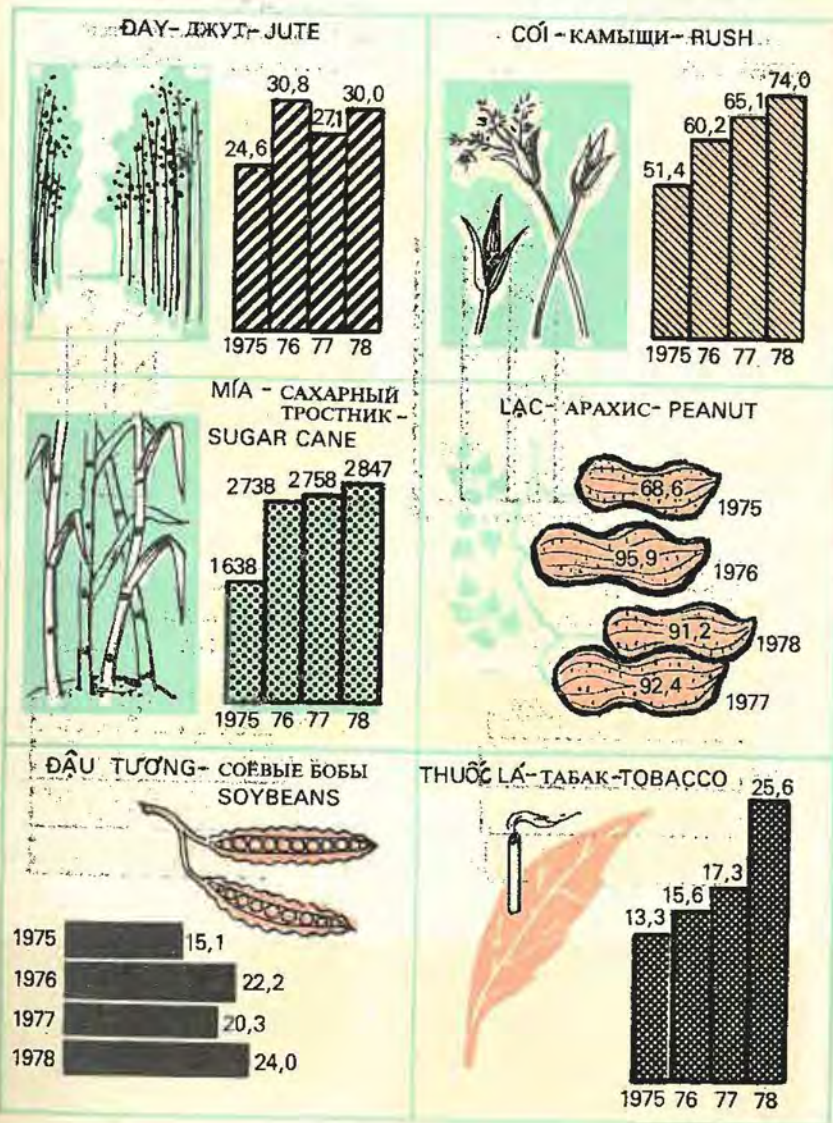 ĐAY- ДЖУТ- JUTE
24,6
30,8
27,1
30,0
1975 76 77 78
CÓI - КАМЫЩИ - RUSH
51,4
60,2
65,1
74,0
1975 76 77 78
MÍA - САХАРНЫЙ
ТРОСТНИК -
SUGAR CANE
1638
2738
2758
2847
1975 76 77 78
LẠC- АРАХИС- PEANUT
68,6
1975
95,9
1976
91,2
1978
92,4
1977
ĐẬU TƯƠNG- СОЕВЫЕ БОБЫ
SOYBEANS
1975 15,1
1976 22,2
1977 20,3
1978 24,0
THUỐC LÁ-ТАБАК-TOBACCO
13,3
15,6
17,3
25,6
1975 76 77 78